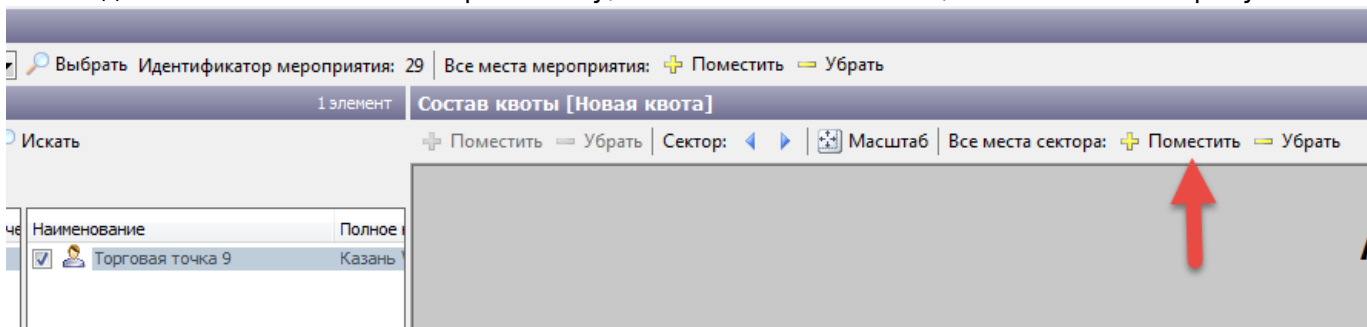 Выбрать Идентификатор мероприятия: 29 Все места мероприятия: Поместить Убрать
1 элемент Состав квоты [Новая квота]
Искать Поместить Убрать Сектор: Масштаб Все места сектора: Поместить Убрать
Наименование Полное
Торговая точка 9 Казань